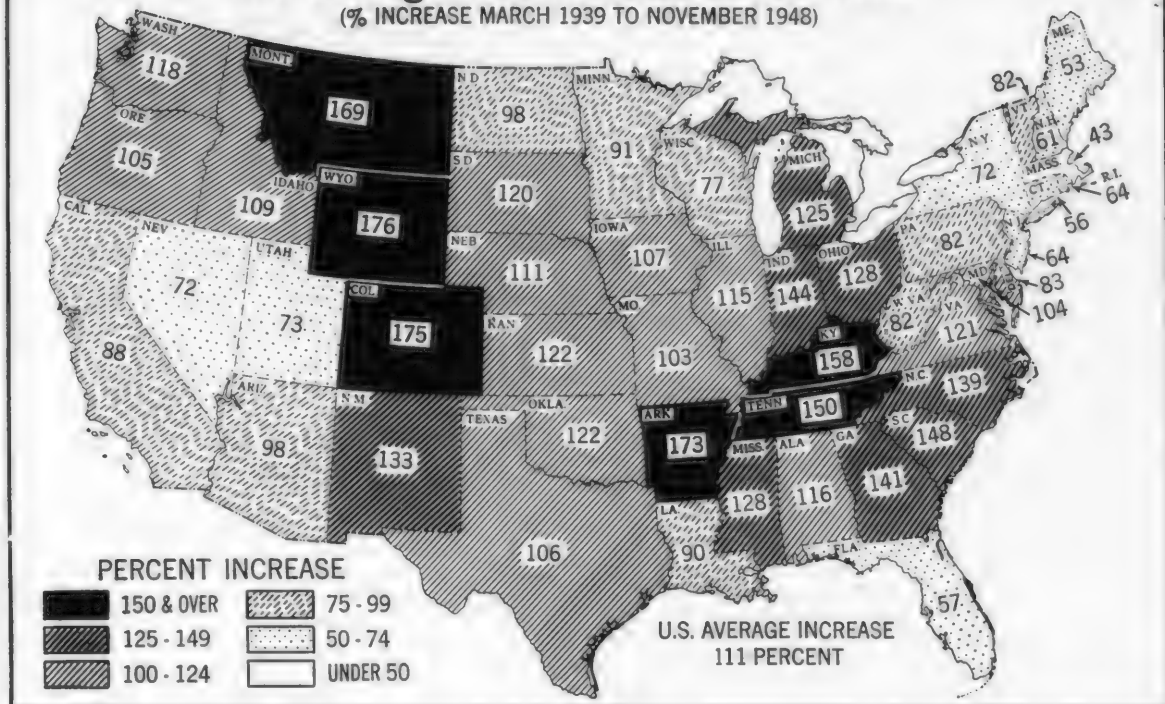 (% INCREASE MARCH 1939 TO NOVEMBER 1948)
WASH
118
ORE
105
IDAHO
109
MONT.
169
WYO
176
N D
98
S D
120
NEB
111
MINN
91
WISC
77
MICH
125
IOWA
107
ILL
115
IND
144
OHIO
128
CAL
88
NEV
72
UTAH
73
COL
175
KAN
122
MO.
103
KY
158
ARIZ
98
N M
133
TEXAS
106
OKLA
122
ARK
173
TENN
150
LA.
90
MISS.
128
ALA
116
GA
141
FLA
57
S C
148
N.C.
139
VA
121
W VA
82
MD
104
83
PA
82
64
N.Y.
72
CT.
56
R.I.
64
MASS
43
N.H.
61
82
ME.
53
PERCENT INCREASE
150 & OVER
125 - 149
100 - 124
75 - 99
50 - 74
UNDER 50
U.S. AVERAGE INCREASE
111 PERCENT